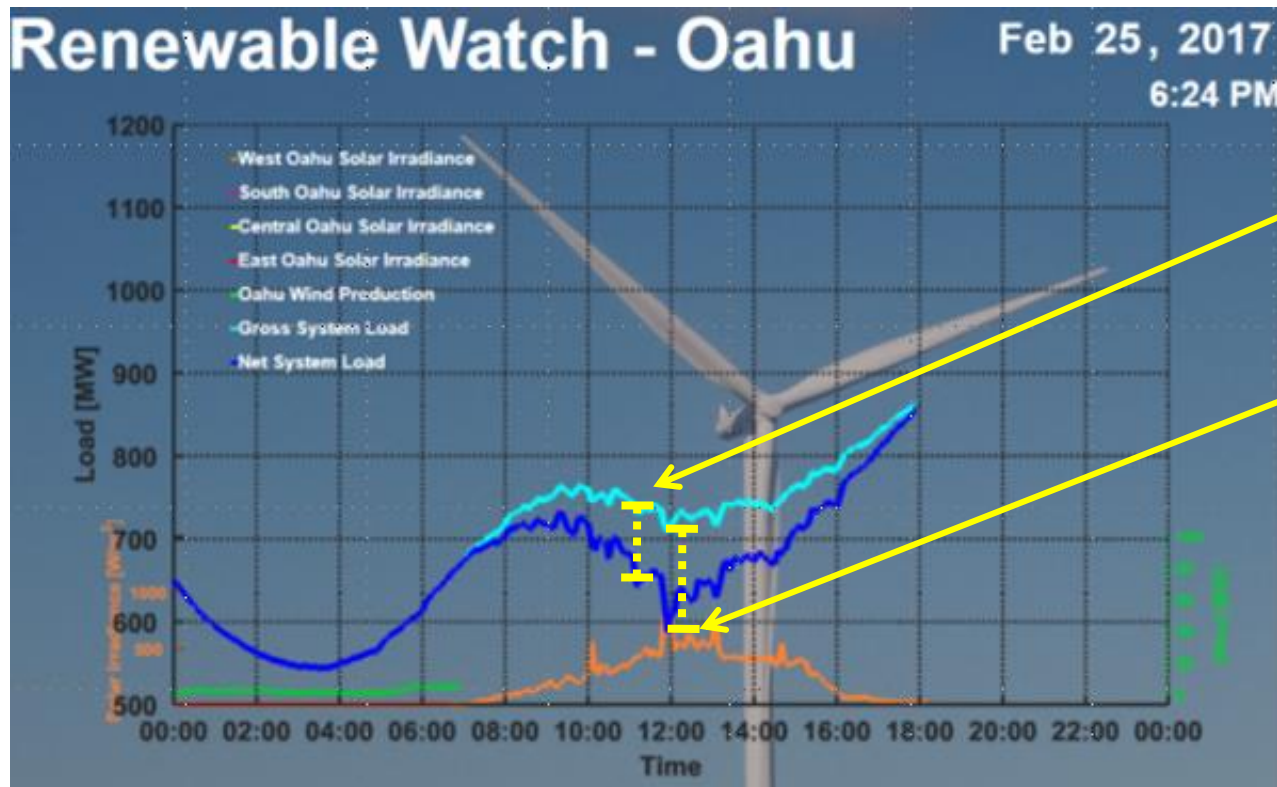 Renewable Watch - Oahu
Feb 25, 2017
6:24 PM
1200
West Oahu Solar Irradiance
South Oahu Solar Irradiance
1100
Central Oahu Solar Irradiance
East Oahu Solar Irradiance
1000
Oahu Wind Production
Gross System Load
Net System Load
900
Load [MW]
800
700
1000
600
500
500
00:00 02:00 04:00 06:00 08:00 10:00 12:00 14:00 16:00 18:00 20:00 22:00 00:00
Time